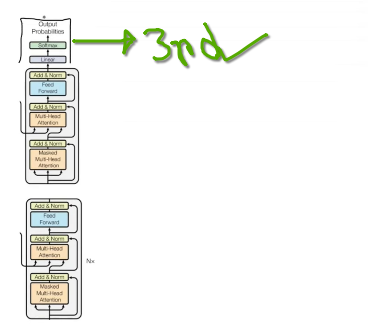 Output
Probabilities
Softmax
Linear
3nd
Add & Norm
Feed
Forward
Add & Norm
Multi-Head
Attention
Add & Norm
Masked
Multi-Head
Attention
Add & Norm
Feed
Forward
Add & Norm
Multi-Head
Attention
Nx
Add & Norm
Masked
Multi-Head
Attention